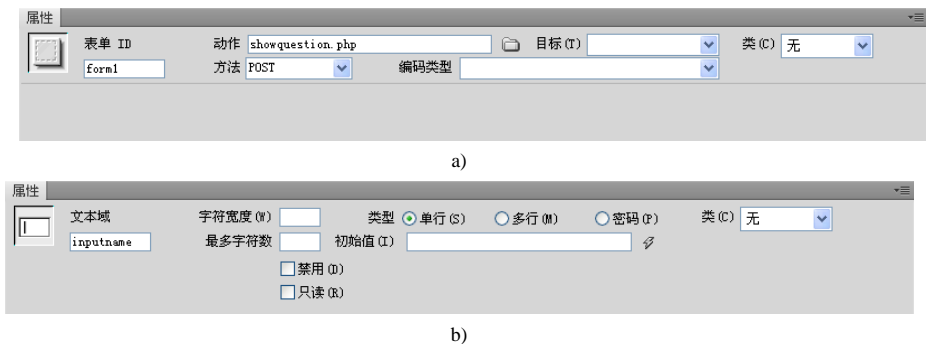 属性
表单 ID 动作 showquestion.php 目标(T) 类(C) 无
form1 方法 POST 编码类型
a)
属性
文本域 字符宽度(W) 类型 单行(S) 多行(M) 密码(P) 类(C) 无
inputname 最多字符数 初始值(I)
禁用(D)
只读(R)
b)